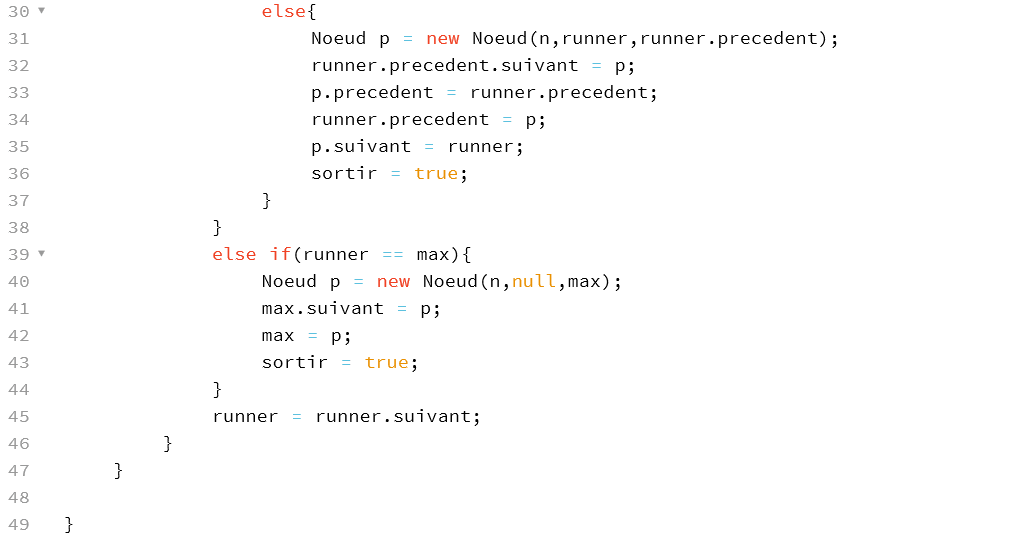 30 else{
31 Noeud p = new Noeud(n,runner,runner.precedent);
32 runner.precedent.suivant = p;
33 p.precedent = runner.precedent;
34 runner.precedent = p;
35 p.suivant = runner;
36 sortir = true;
37 }
38 }
39 else if(runner == max){
40 Noeud p = new Noeud(n,null,max);
41 max.suivant = p;
42 max = p;
43 sortir = true;
44 }
45 runner = runner.suivant;
46 }
47 }
48
49 }